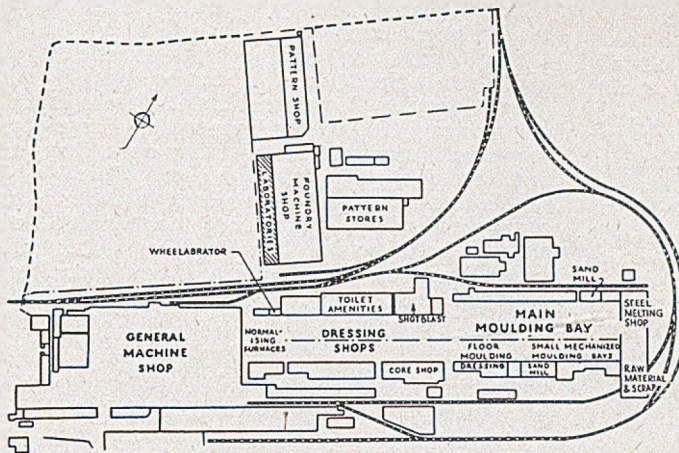 PATTERN SHOP
LABORATORIES
FOUNDRY
MACHINE
SHOP
PATTERN
STORES
WHEELABRATOR
SAND
MILL
TOILET
AMENITIES
SHOTBLAST
STEEL
MELTING
SHOP
MAIN
MOULDING BAY
GENERAL
MACHINE
SHOP
NORMAL-
ISING
FURNACES
DRESSING
SHOPS
FLOOR
MOULDING
SMALL MECHANIZED
MOULDING BAYS
CORE SHOP
DRESSING
SAND
MILL
RAW
MATERIAL
& SCRAP